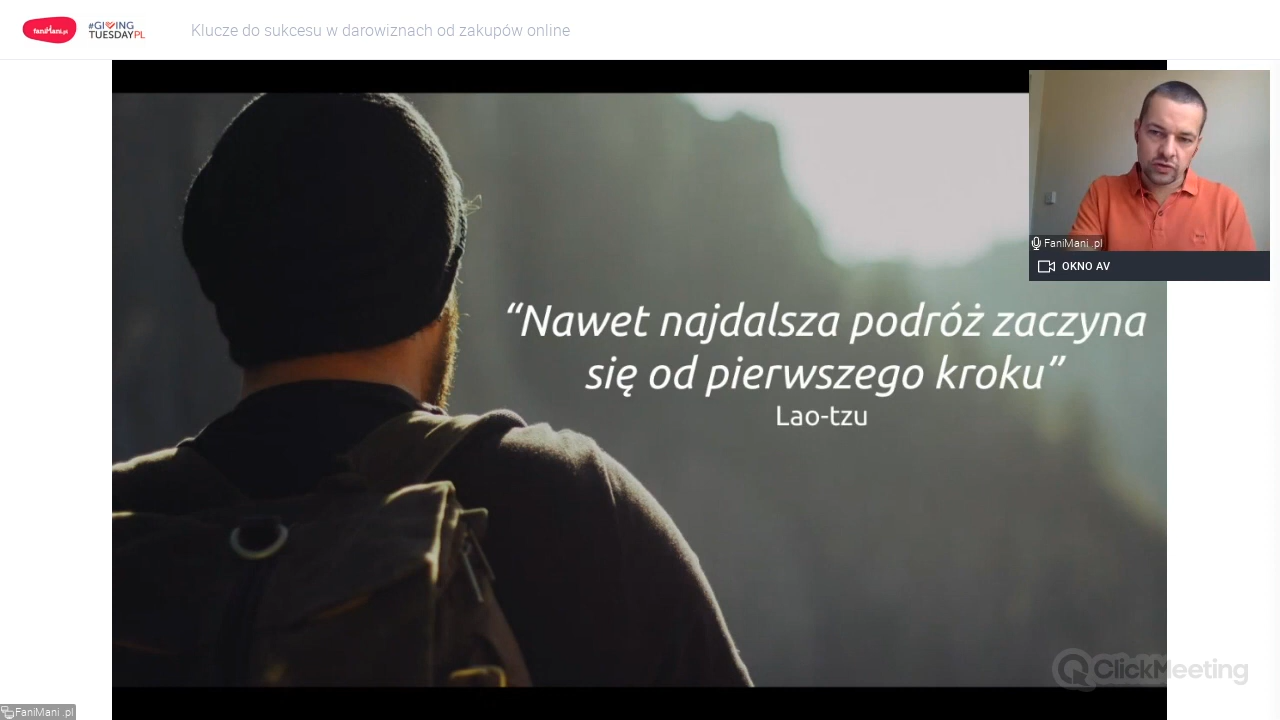 faniMani.pl
#GIVING
TUESDAYPL
Klucze do sukcesu w darowiznach od zakupów online
FaniMani .pl
OKNO AV
“Nawet najdalsza podróż zaczyna
się od pierwszego kroku”
Lao-tzu
ClickMeeting
FaniMani .pl